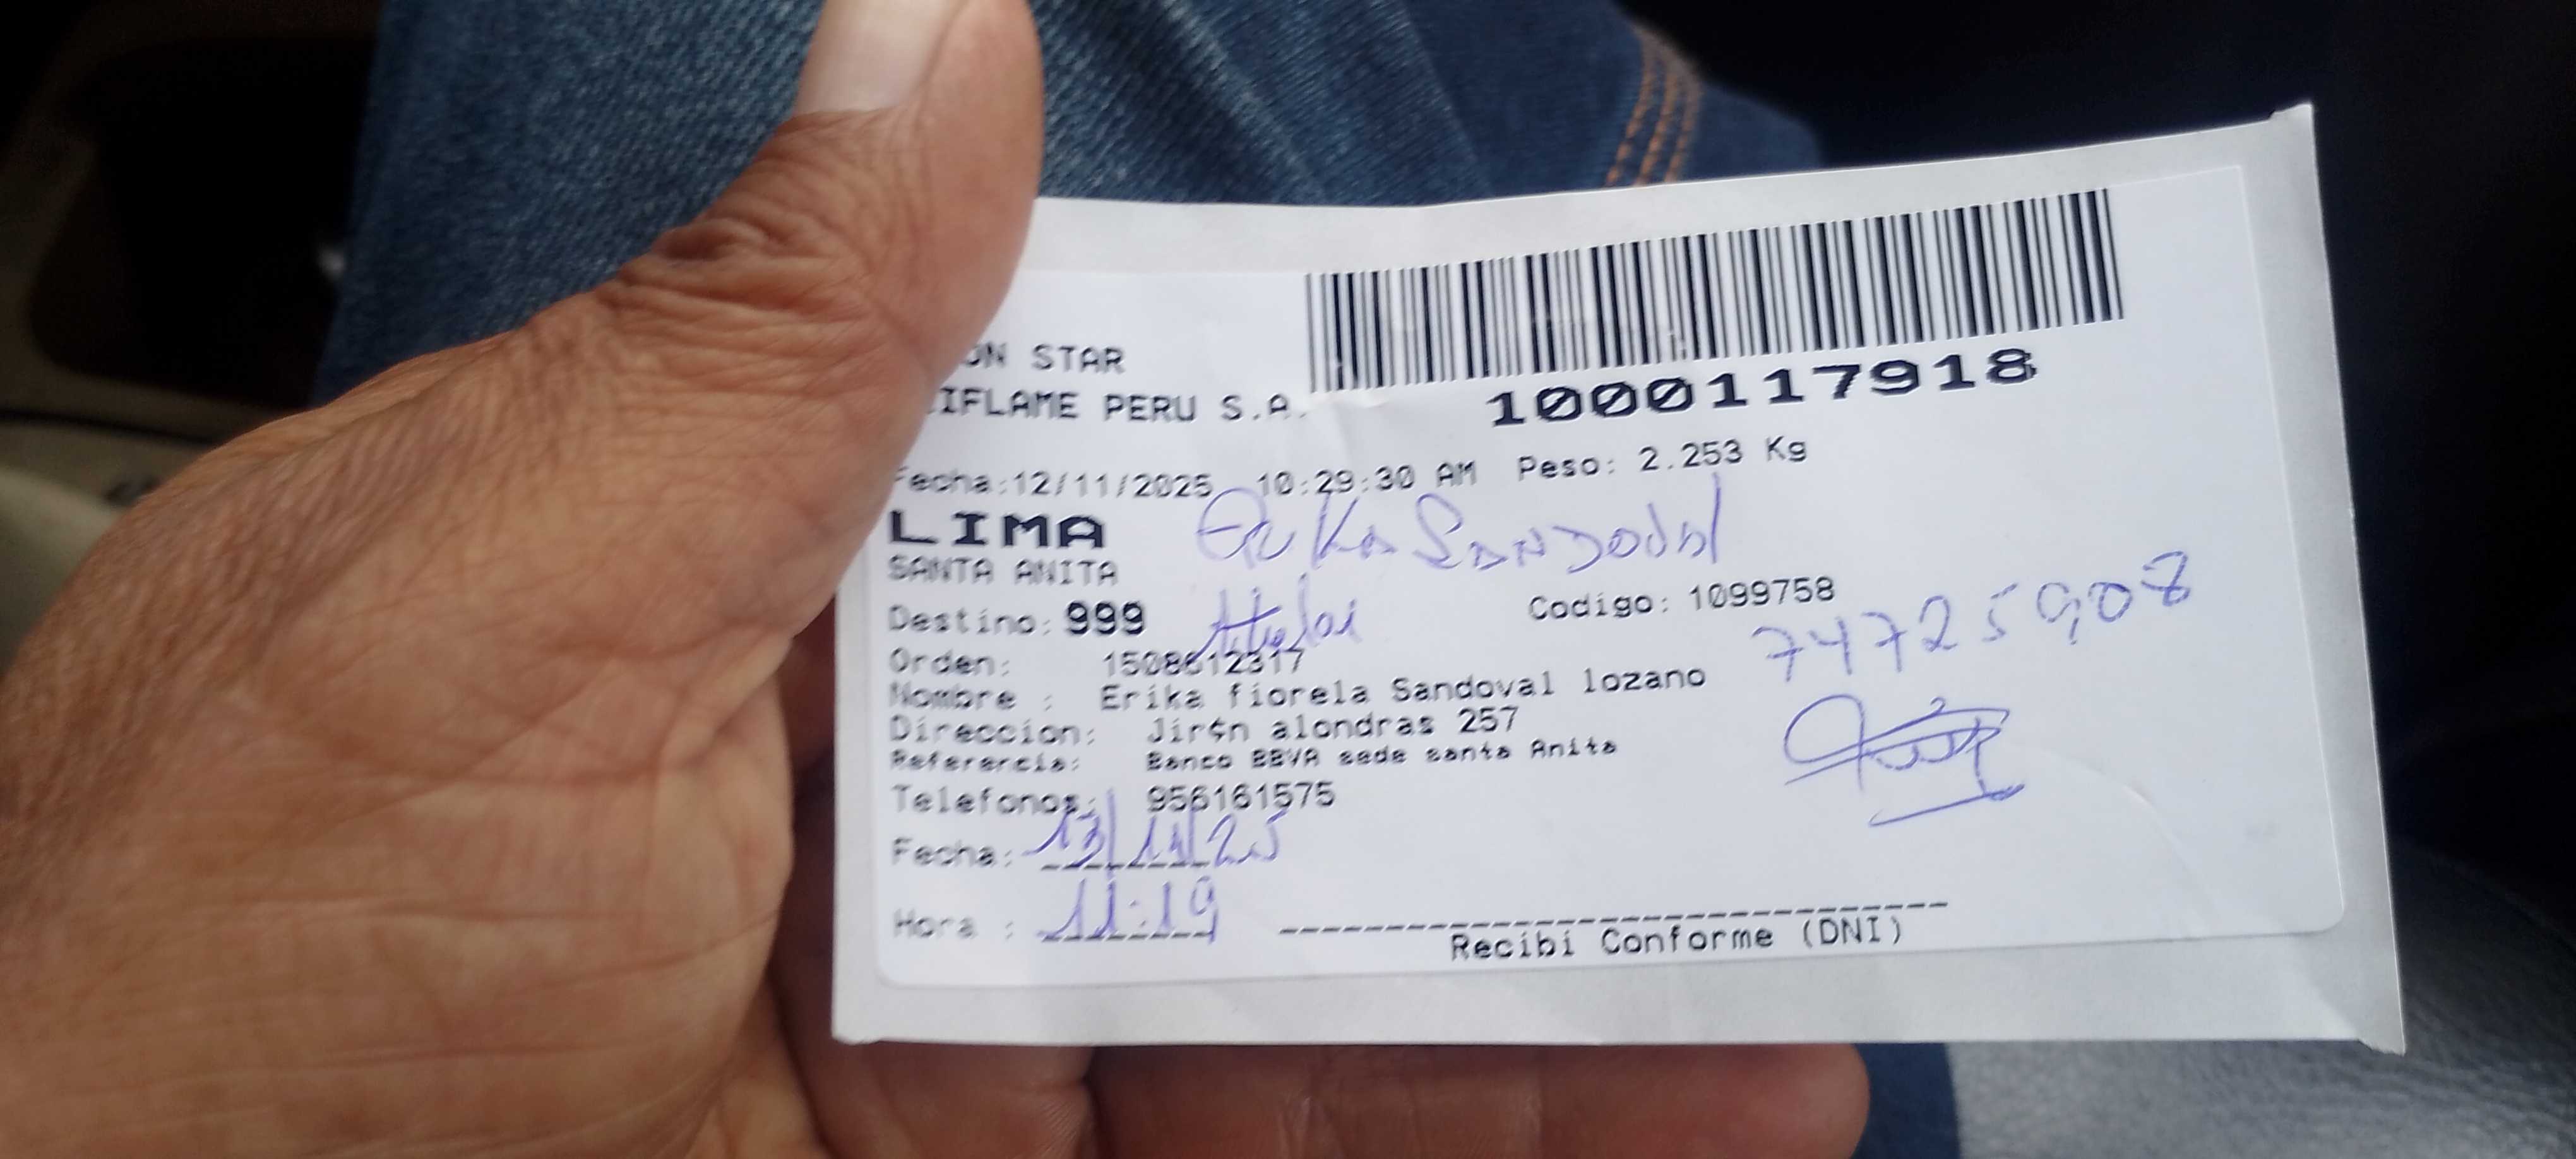 ON STAR
IFLAME PERU S.A.
1000117918
Fecha:12/11/2025 10:29:30 AM Peso: 2.253 Kg
LIMA
Erika Sandoval
SANTA ANITA
Destino: 999 Titular Codigo: 1099758
74725908
Orden: 1508612317
Nombre : Erika fiorela Sandoval lozano
Direccion: Jir¢n alondras 257
Referencia: Banco BBVA sede santa Anita
Telefonos: 956161575
Fecha: 13/11/25
Hora : 11:19
Recibi Conforme (DNI)